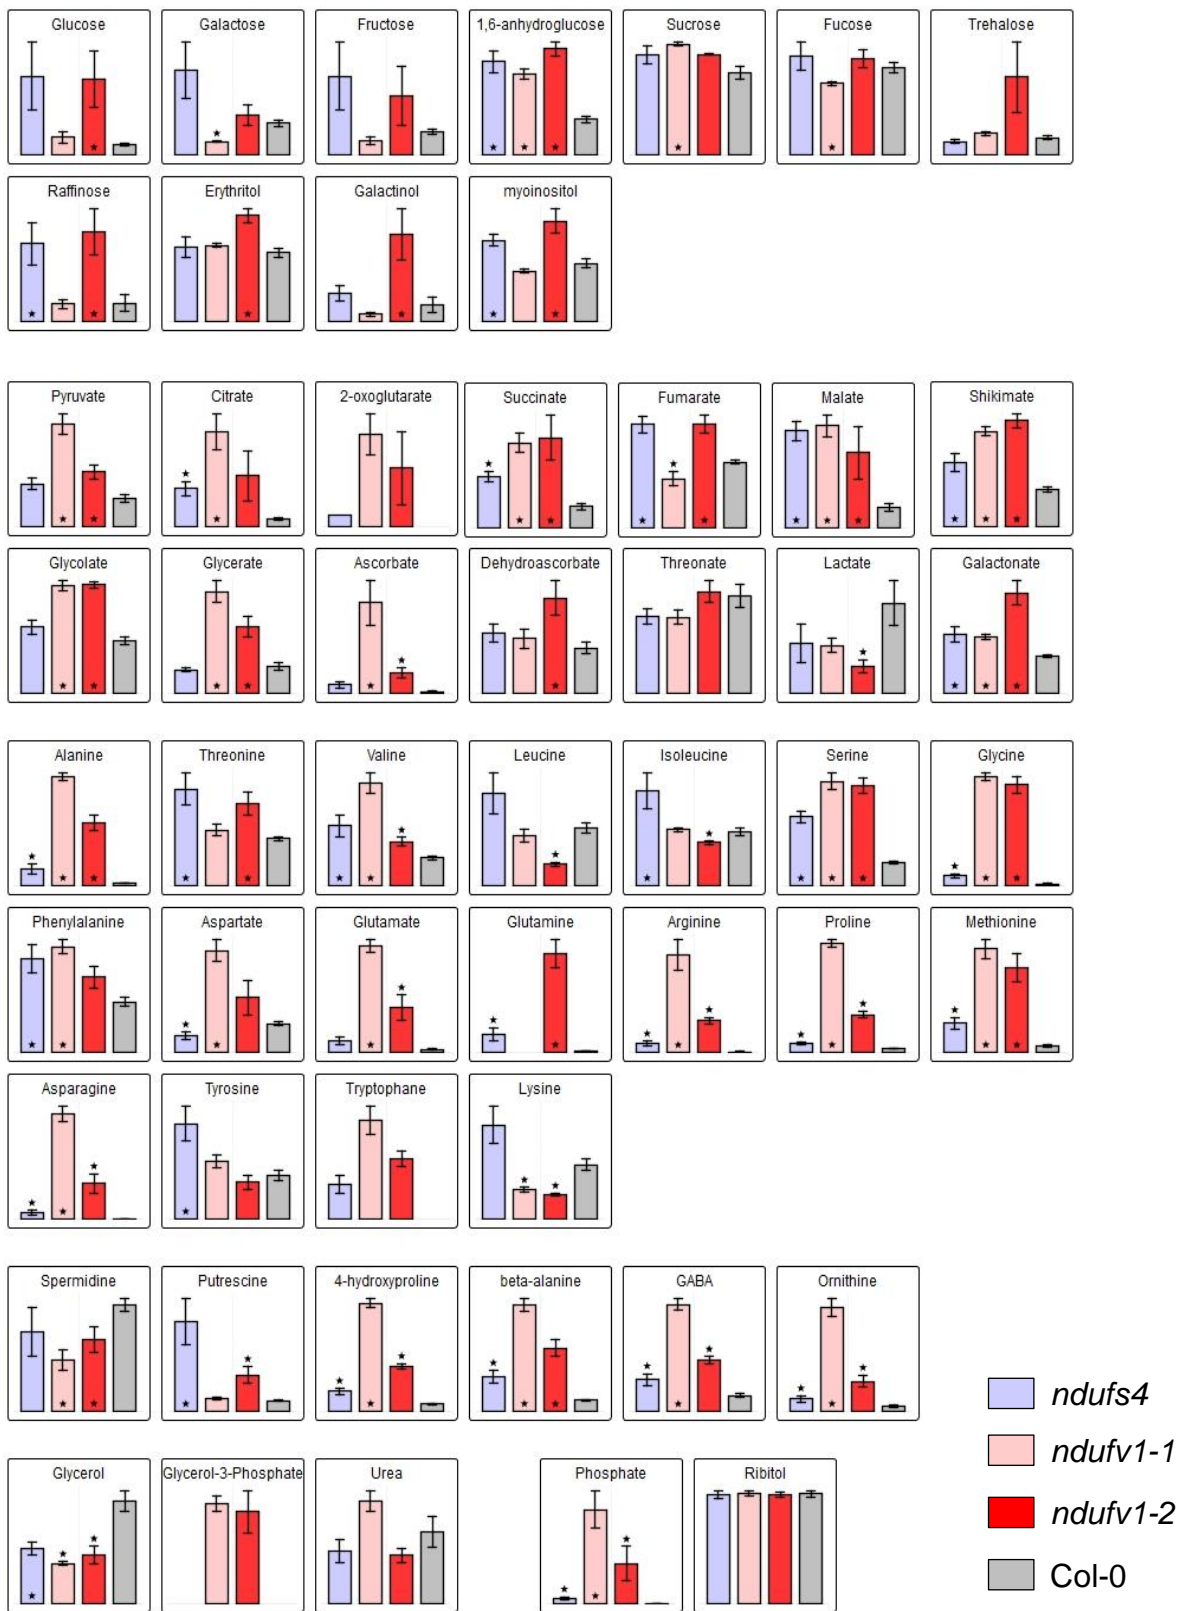 Glucose Galactose Fructose 1,6-anhydroglucose Sucrose Fucose Trehalose
Raffinose Erythritol Galactinol myoinositol
Pyruvate Citrate 2-oxoglutarate Succinate Fumarate Malate Shikimate
Glycolate Glycerate Ascorbate Dehydroascorbate Threonate Lactate Galactonate
Alanine Threonine Valine Leucine Isoleucine Serine Glycine
Phenylalanine Aspartate Glutamate Glutamine Arginine Proline Methionine
Asparagine Tyrosine Tryptophane Lysine
Spermidine Putrescine 4-hydroxyproline beta-alanine GABA Ornithine
Glycerol Glycerol-3-Phosphate Urea Phosphate Ribitol
ndufs4
ndufv1-1
ndufv1-2
Col-0